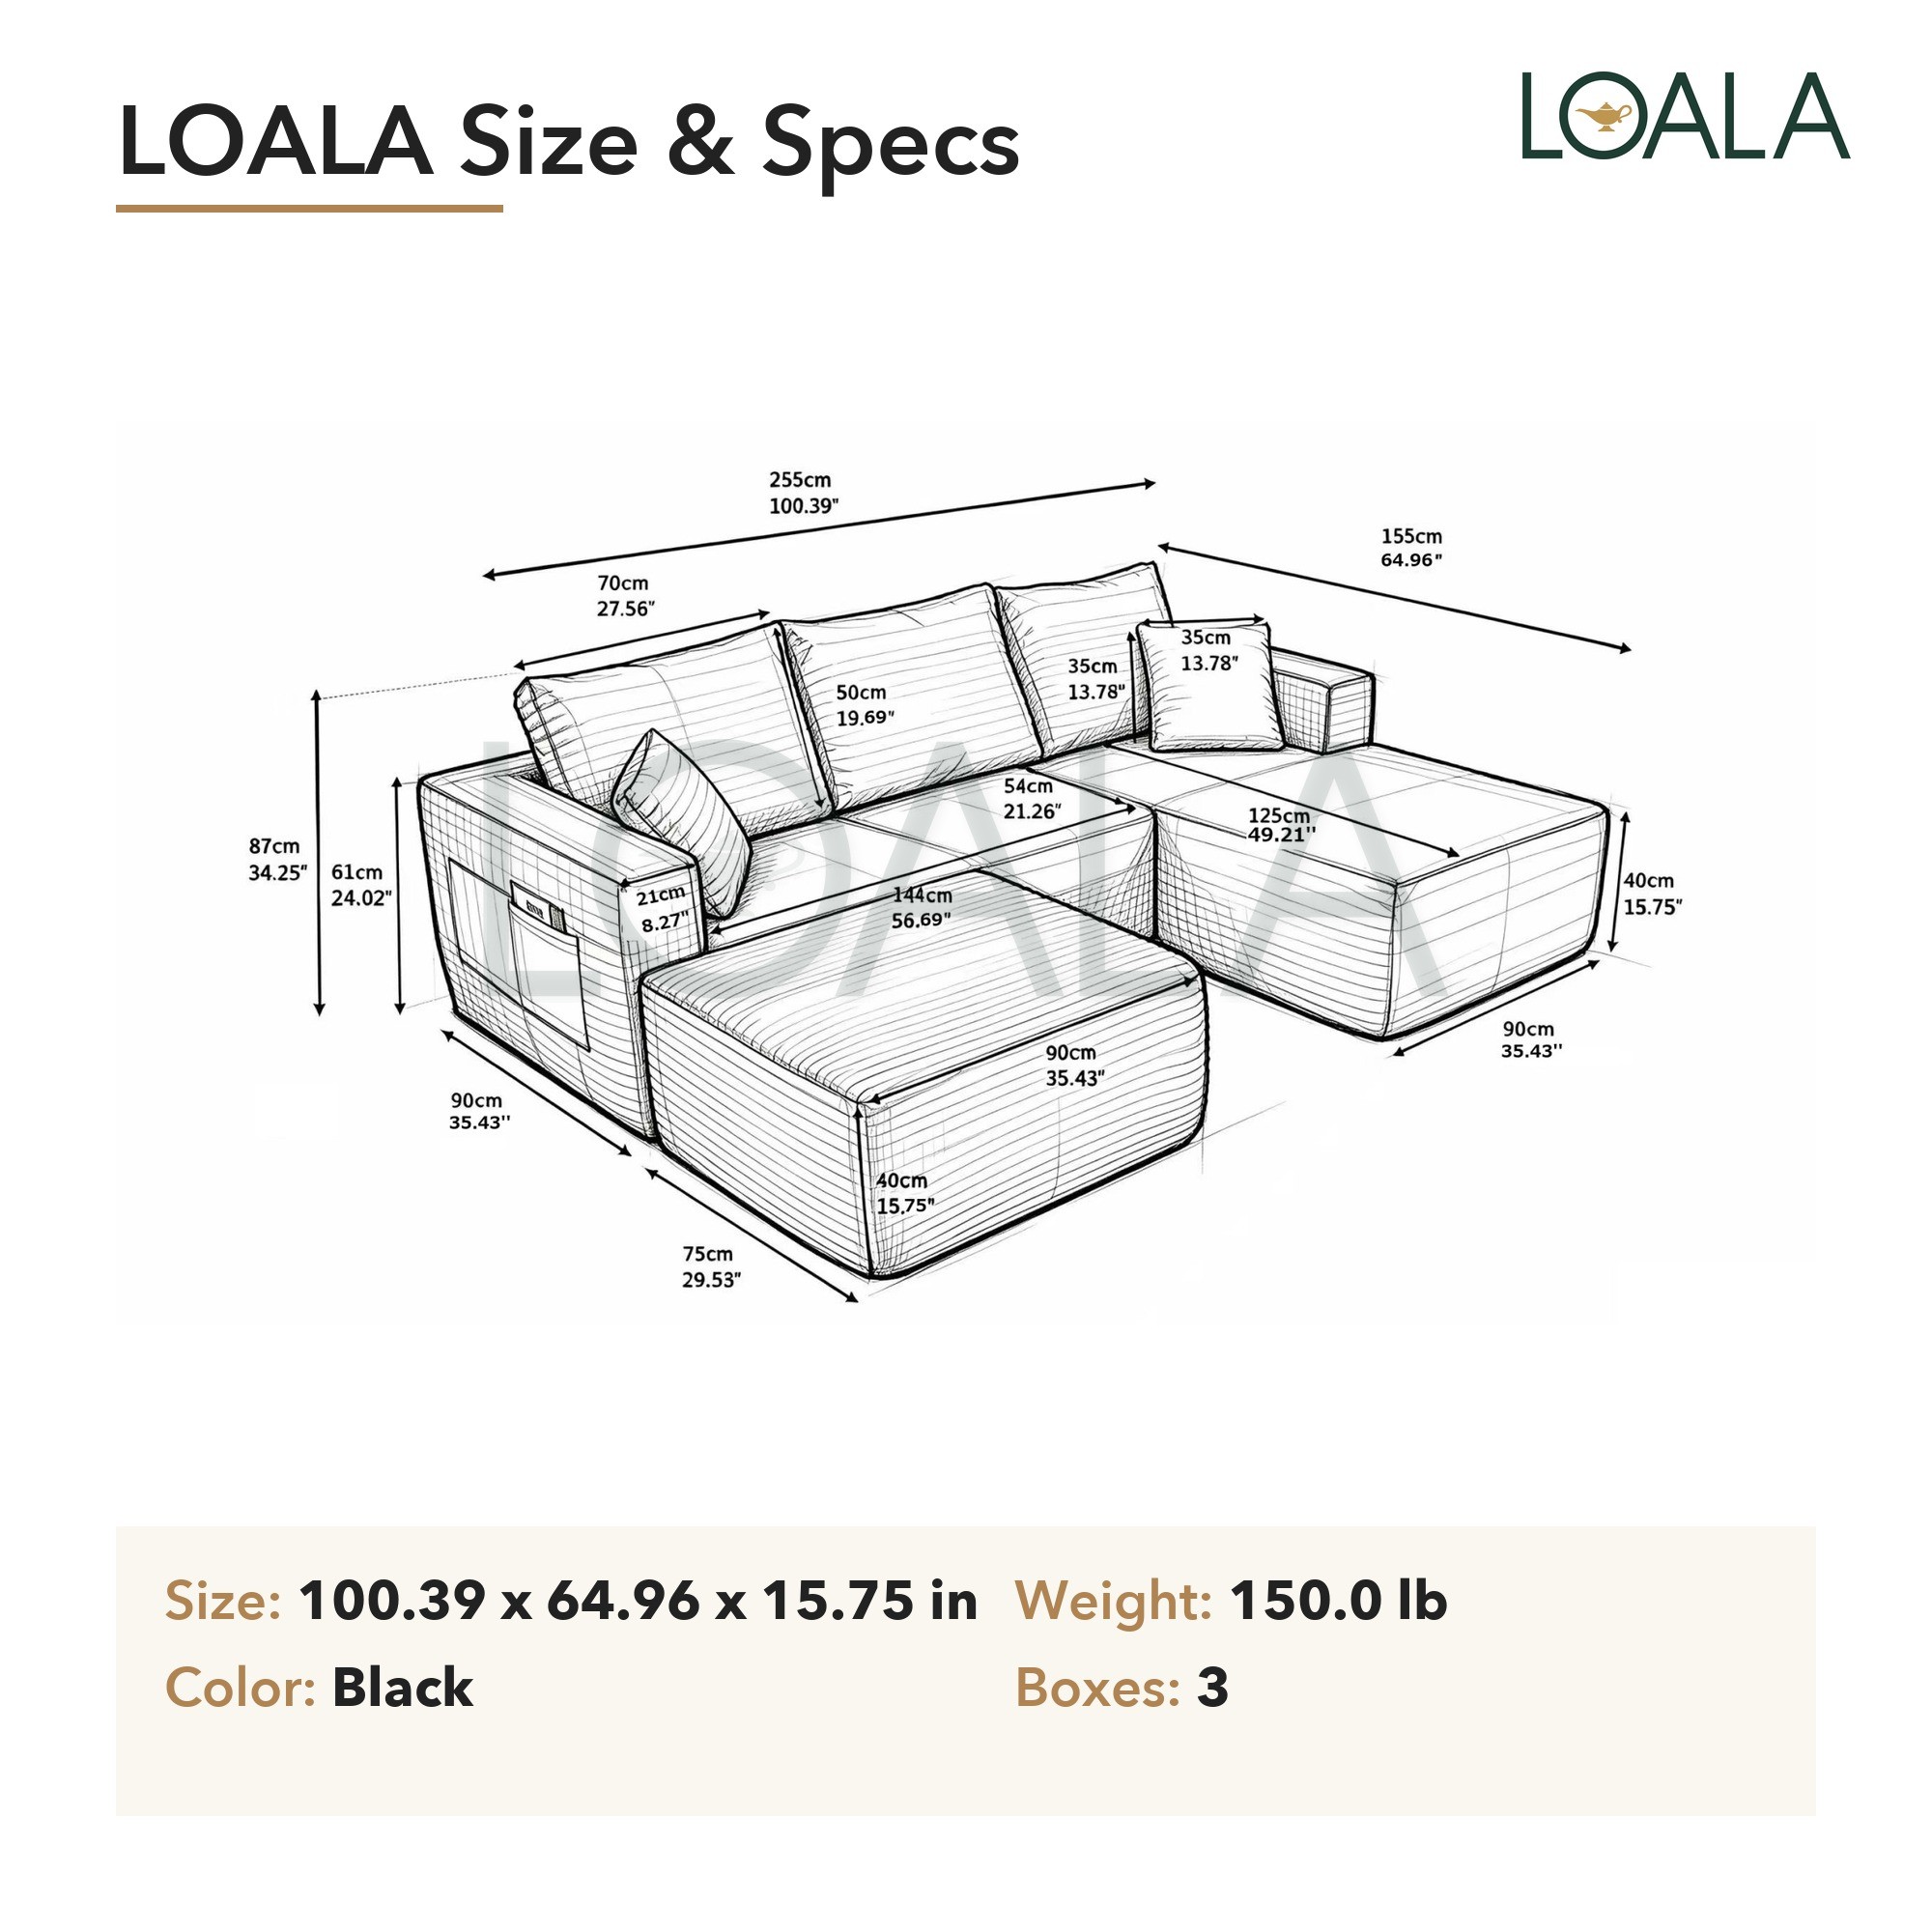 LOALA Size & Specs
LOALA
255cm
100.39"
155cm
64.96"
70cm
27.56"
35cm
13.78"
35cm
13.78"
50cm
19.69"
54cm
21.26"
125cm
49.21''
87cm
34.25"
61cm
24.02"
21cm
8.27"
144cm
56.69"
40cm
15.75"
90cm
35.43''
90cm
35.43"
90cm
35.43''
40cm
15.75"
75cm
29.53"
LOALA
Size: 100.39 x 64.96 x 15.75 in
Weight: 150.0 lb
Color: Black
Boxes: 3